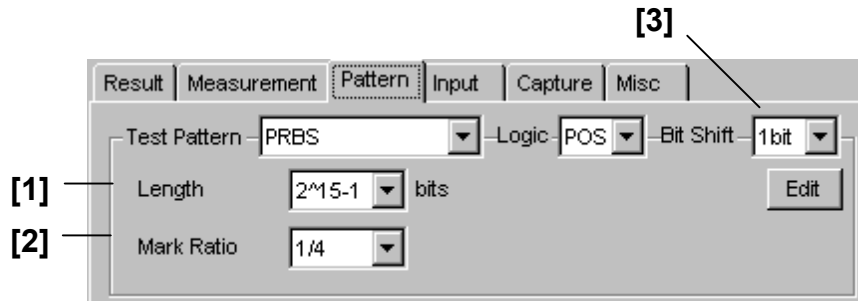 [3]
Result Measurement Pattern Input Capture Misc
Test Pattern PRBS Logic POS Bit Shift 1bit
[1] Length 2^15-1 bits Edit
[2] Mark Ratio 1/4